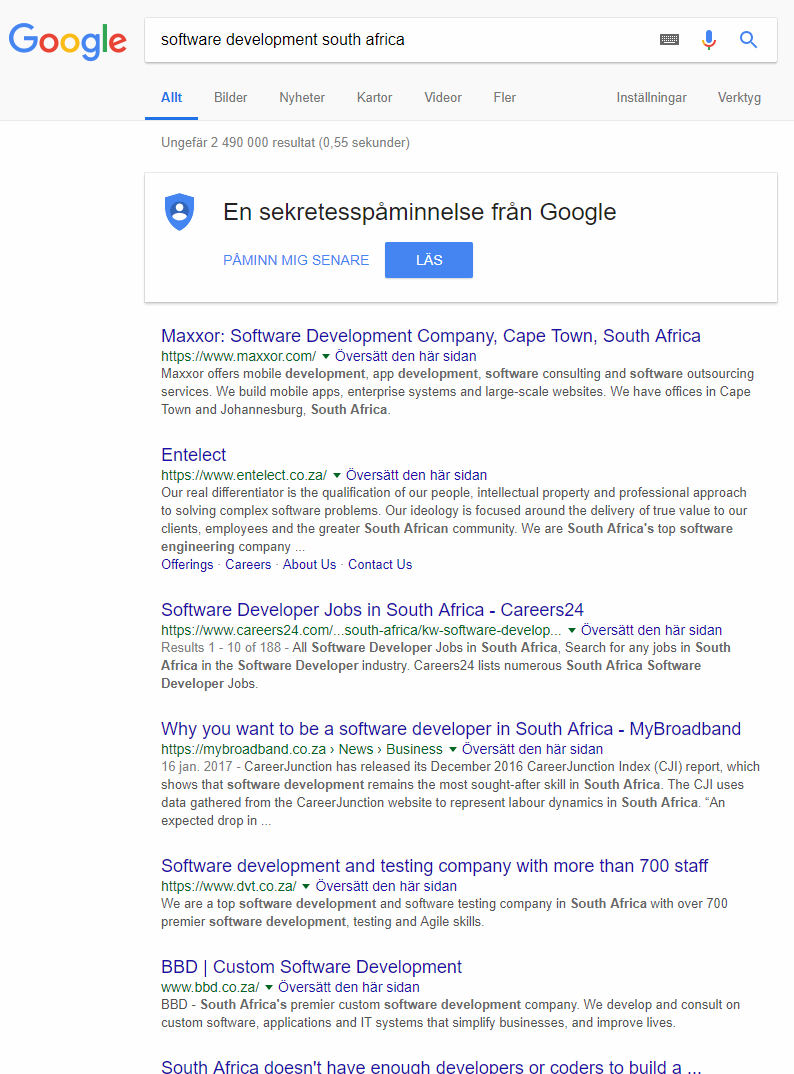 Google
software development south africa
Allt Bilder Nyheter Kartor Videor Fler Inställningar Verktyg
Ungefär 2 490 000 resultat (0,55 sekunder)
En sekretesspåminnelse från Google
PÅMINN MIG SENARE LÄS
Maxxor: Software Development Company, Cape Town, South Africa
https://www.maxxor.com/ Översätt den här sidan
Maxxor offers mobile development, app development, software consulting and software outsourcing
services. We build mobile apps, enterprise systems and large-scale websites. We have offices in Cape
Town and Johannesburg, South Africa.
Entelect
https://www.entelect.co.za/ Översätt den här sidan
Our real differentiator is the qualification of our people, intellectual property and professional approach
to solving complex software problems. Our ideology is focused around the delivery of true value to our
clients, employees and the greater South African community. We are South Africa's top software
engineering company ...
Offerings · Careers · About Us · Contact Us
Software Developer Jobs in South Africa - Careers24
https://www.careers24.com/...south-africa/kw-software-develop... Översätt den här sidan
Results 1 - 10 of 188 - All Software Developer Jobs in South Africa, Search for any jobs in South
Africa in the Software Developer industry. Careers24 lists numerous South Africa Software
Developer Jobs.
Why you want to be a software developer in South Africa - MyBroadband
https://mybroadband.co.za › News › Business Översätt den här sidan
16 jan. 2017 - CareerJunction has released its December 2016 CareerJunction Index (CJI) report, which
shows that software development remains the most sought-after skill in South Africa. The CJI uses
data gathered from the CareerJunction website to represent labour dynamics in South Africa. “An
expected drop in ...
Software development and testing company with more than 700 staff
https://www.dvt.co.za/ Översätt den här sidan
We are a top software development and software testing company in South Africa with over 700
premier software development, testing and Agile skills.
BBD | Custom Software Development
www.bbd.co.za/ Översätt den här sidan
BBD - South Africa's premier custom software development company. We develop and consult on
custom software, applications and IT systems that simplify businesses, and improve lives.
South Africa doesn't have enough developers or coders to build a ...